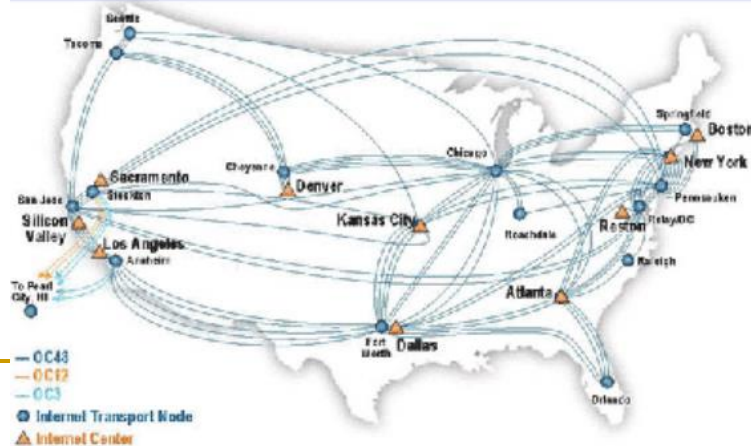 Seattle
Tacoma
Springfield
Boston
Chicago
New York
Cheyenne
Sacramento
Stockton
Denver
Pennsauken
San Jose
Silicon
Valley
Kansas City
Roachdale
Reston
Relay/DC
Los Angeles
Anaheim
Raleigh
To Pearl
City, HI
Atlanta
Fort
Worth
Dallas
Orlando
OC48
OC12
OC3
Internet Transport Node
Internet Center